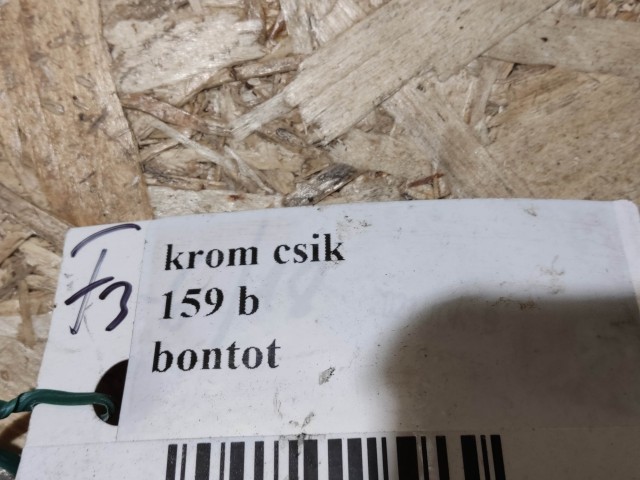 krom csik
159 b
bontot